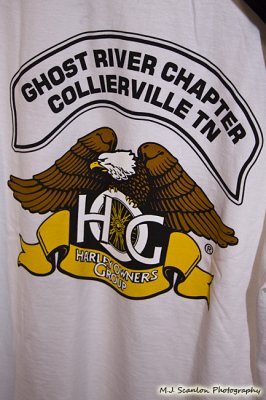 GHOST RIVER CHAPTER
COLLIERVILLE TN
HOG
®
HARLEY OWNERS
GROUP
M.J. Scanlon Photography